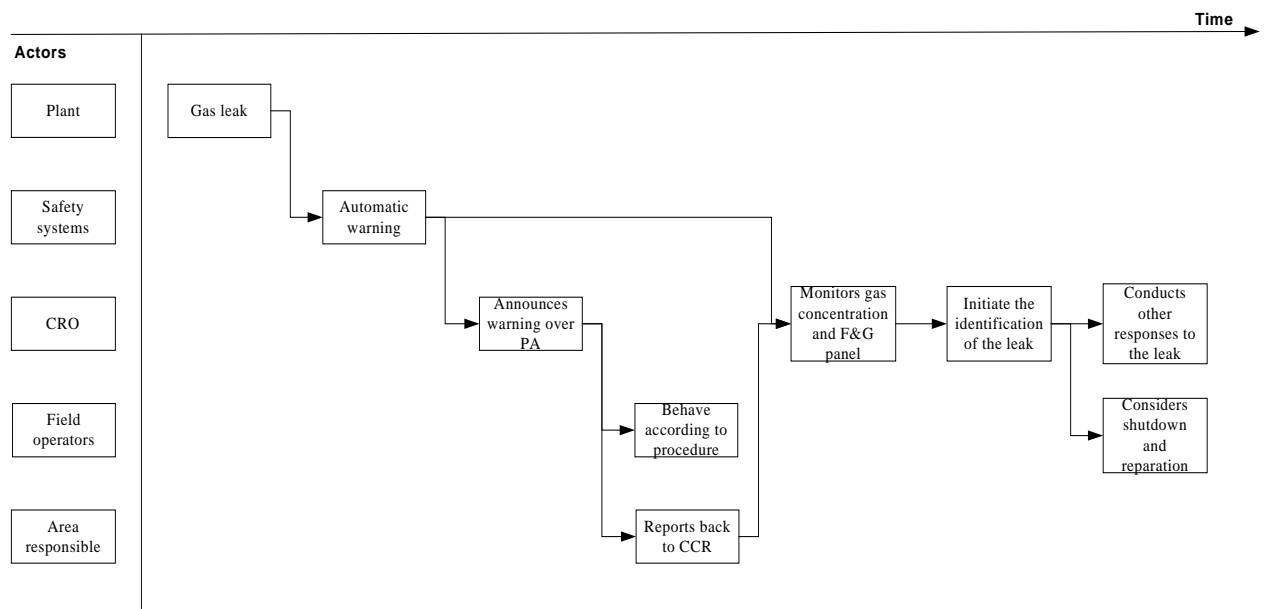 Time
Actors
Plant
Gas leak
Safety
systems
Automatic
warning
CRO
Announces
warning over
PA
Monitors gas
concentration
and F&G
panel
Initiate the
identification
of the leak
Conducts
other
responses to
the leak
Field
operators
Behave
according to
procedure
Considers
shutdown
and
reparation
Area
responsible
Reports back
to CCR